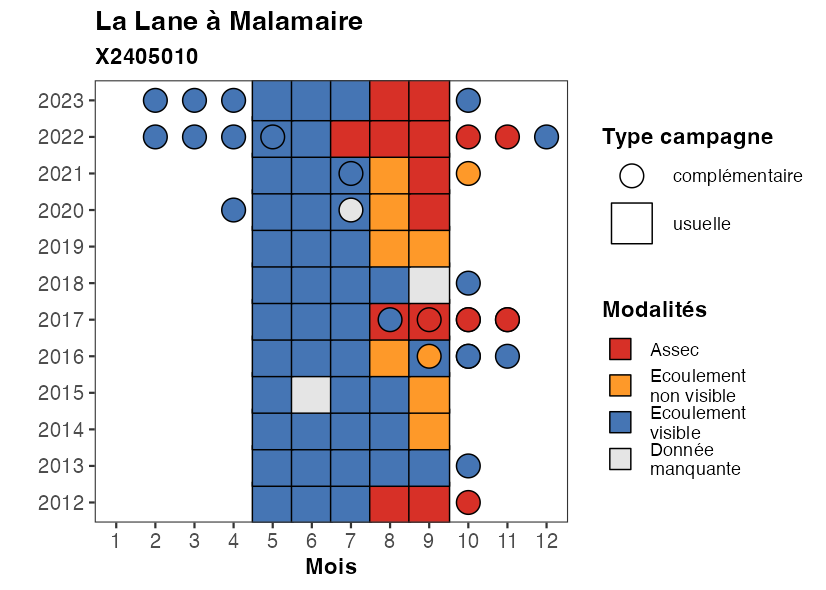 La Lane à Malamaire
X2405010
2023
2022
2021
2020
2019
2018
2017
2016
2015
2014
2013
2012
1 2 3 4 5 6 7 8 9 10 11 12
Mois
Type campagne
complémentaire
usuelle
Modalités
Assec
Ecoulement
non visible
Ecoulement
visible
Donnée
manquante